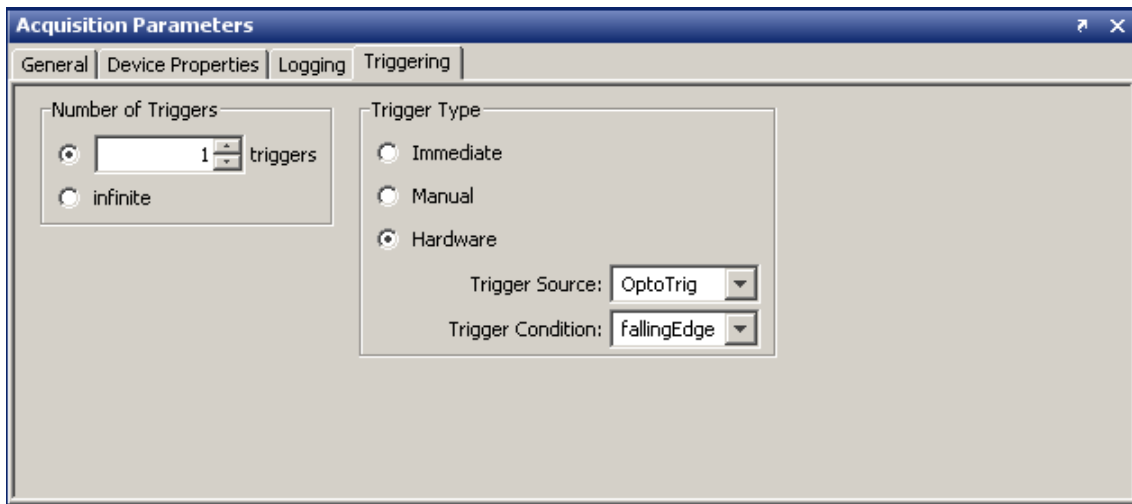 Acquisition Parameters
General Device Properties Logging Triggering
Number of Triggers
1 triggers
infinite
Trigger Type
Immediate
Manual
Hardware
Trigger Source: OptoTrig
Trigger Condition: fallingEdge